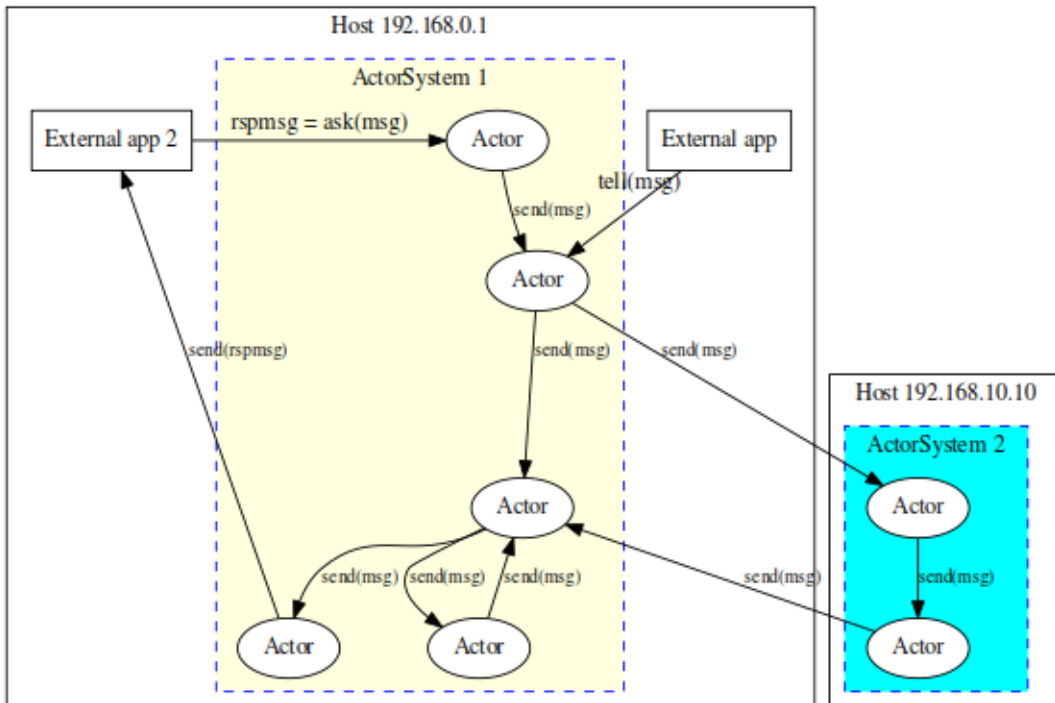 Host 192.168.0.1
ActorSystem 1
External app 2
rspmsg = ask(msg)
Actor
External app
tell(msg)
send(msg)
Actor
send(rspmsg)
send(msg)
send(msg)
Host 192.168.10.10
ActorSystem 2
Actor
Actor
send(msg)
send(msg)
send(msg)
send(msg)
send(msg)
Actor
Actor
Actor